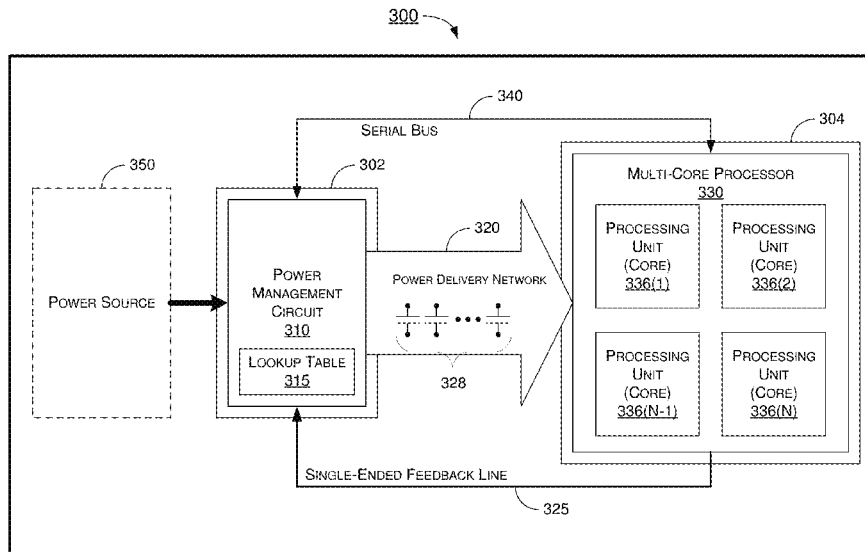 300
340
SERIAL BUS
304
350
302
MULTI-CORE PROCESSOR
330
320
POWER SOURCE
POWER
MANAGEMENT
CIRCUIT
310
LOOKUP TABLE
315
POWER DELIVERY NETWORK
328
PROCESSING
UNIT
(CORE)
336(1)
PROCESSING
UNIT
(CORE)
336(2)
PROCESSING
UNIT
(CORE)
336(N-1)
PROCESSING
UNIT
(CORE)
336(N)
SINGLE-ENDED FEEDBACK LINE
325